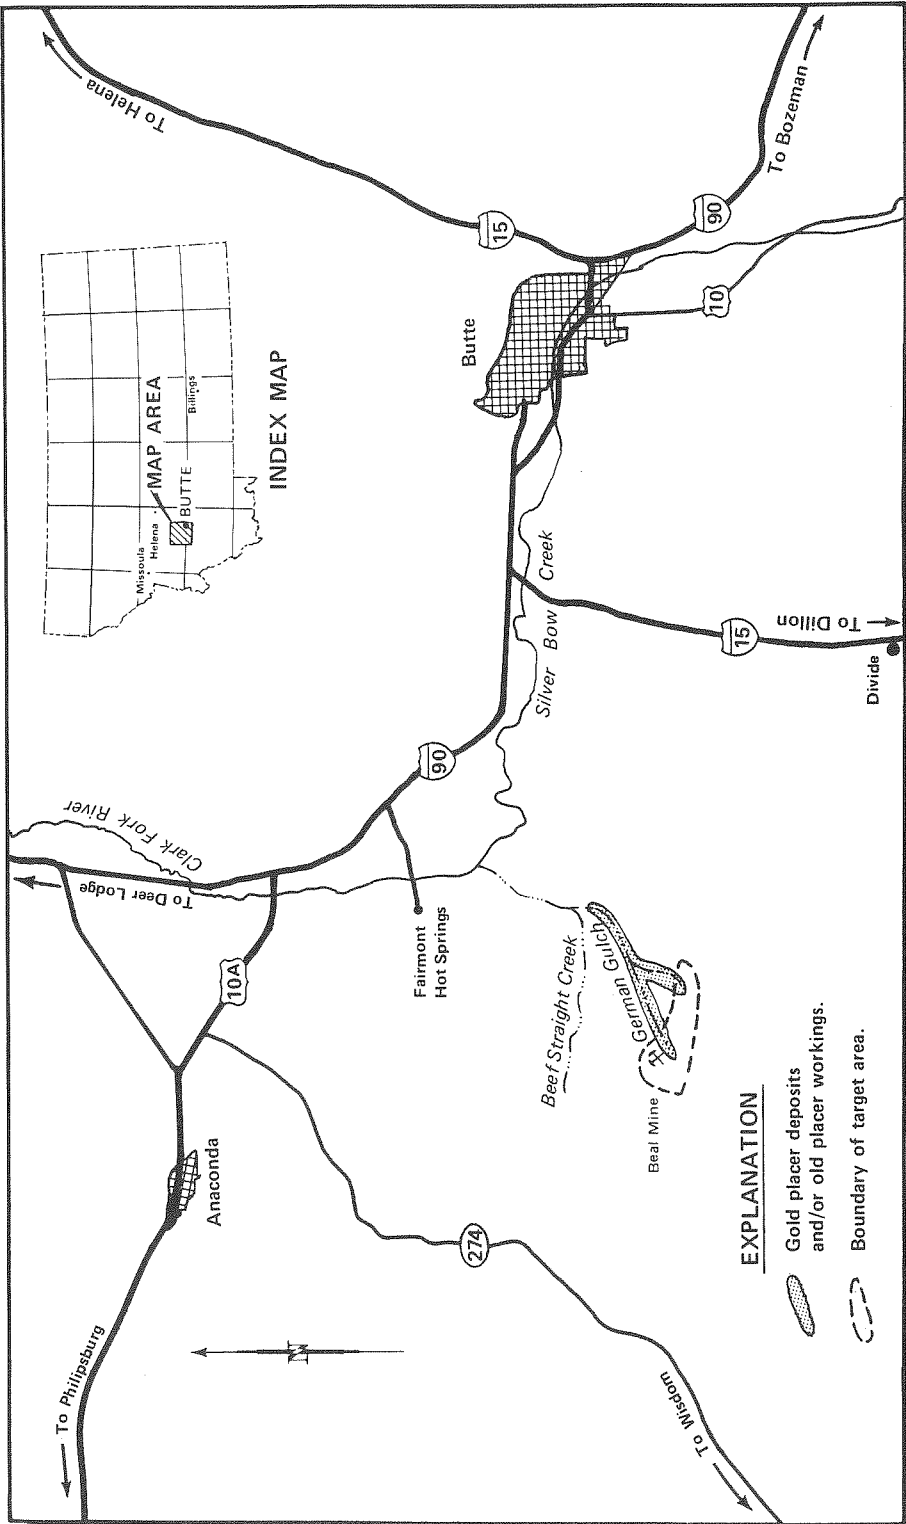 To Philipsburg
Anaconda
10A
To Deer Lodge
Clark Fork River
274
To Wisdom
Fairmont
Hot Springs
90
Beef Straight Creek
German Gulch
Beal Mine
Silver Bow Creek
Butte
15
To Helena
90
To Bozeman
10
15
To Dillon
Divide
N
Missoula
Helena
MAP AREA
BUTTE
Billings
INDEX MAP
EXPLANATION
Gold placer deposits
and/or old placer workings.
Boundary of target area.